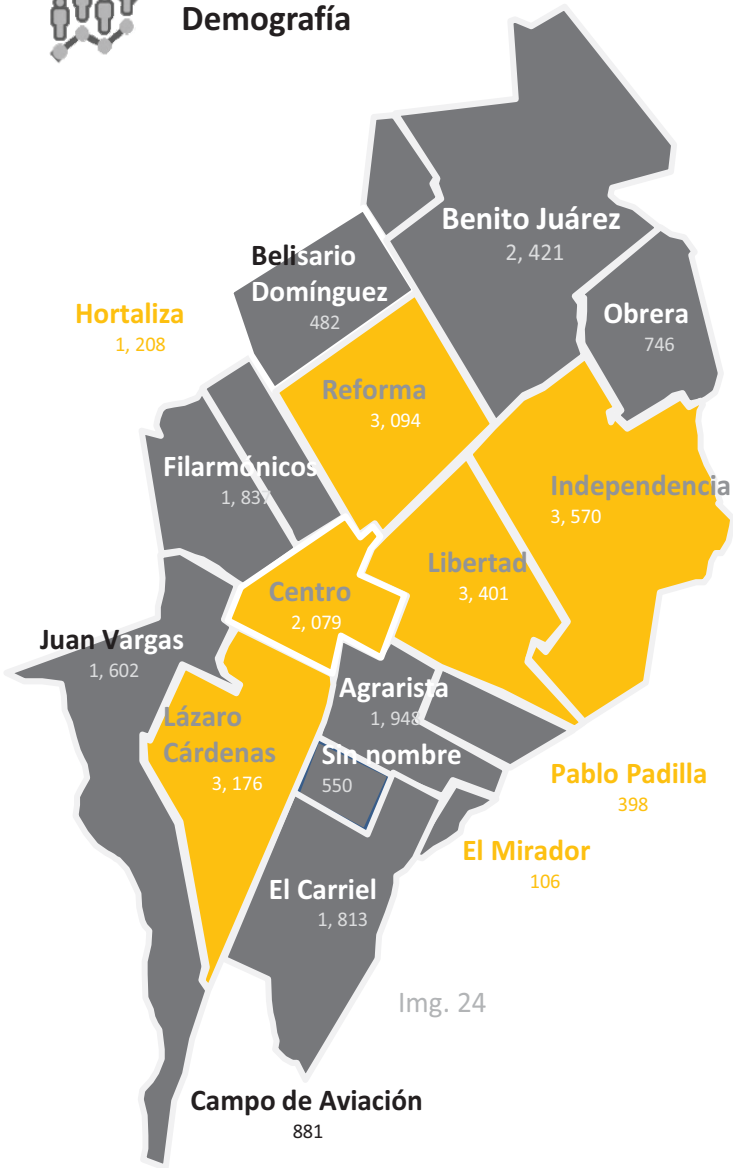 Demografía
Benito Juárez
2, 421
Belisario
Domínguez
482
Hortaliza
1, 208
Obrera
746
Reforma
3, 094
Filarmónicos
1, 837
Independencia
3, 570
Libertad
3, 401
Centro
2, 079
Juan Vargas
1, 602
Agrarista
1, 948
Lázaro
Cárdenas
3, 176
Sin nombre
550
Pablo Padilla
398
El Mirador
106
El Carriel
1, 813
Img. 24
Campo de Aviación
881